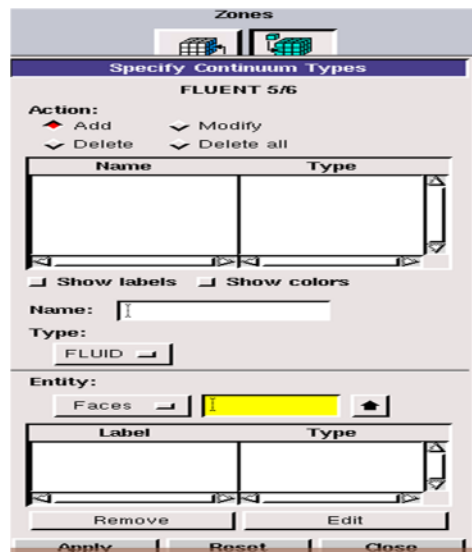 Zones
Specify Continuum Types
FLUENT 5/6
Action:
Add Modify
Delete Delete all
Name Type
Show labels Show colors
Name:
Type:
FLUID
Entity:
Faces
Label Type
Remove Edit
Apply Reset Close